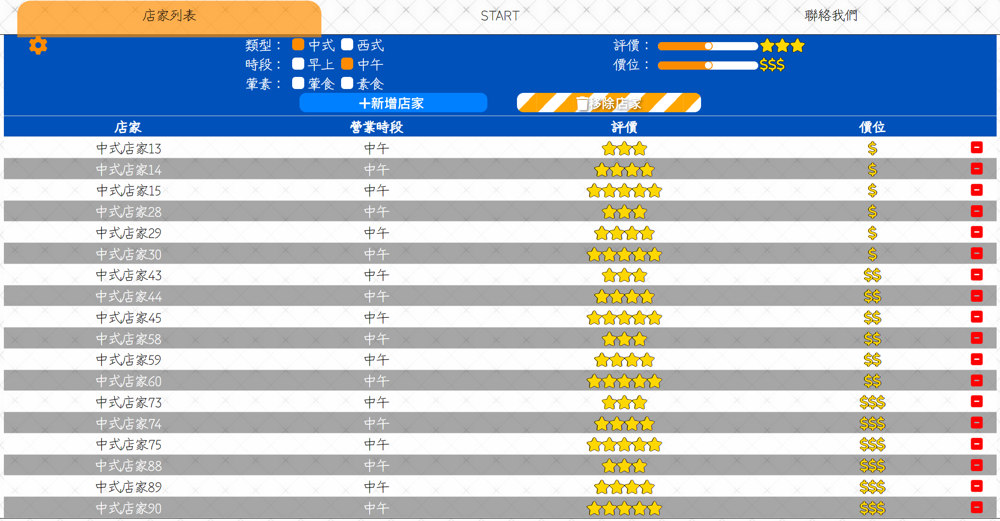 店家列表 START 聯絡我們
類型： 中式 西式 評價：
時段： 早上 中午 價位： $$$
葷素： 葷食 素食
+新增店家 移除店家
店家 營業時段 評價 價位
中式店家13 中午 $
中式店家14 中午 $
中式店家15 中午 $
中式店家28 中午 $
中式店家29 中午 $
中式店家30 中午 $
中式店家43 中午 $$
中式店家44 中午 $$
中式店家45 中午 $$
中式店家58 中午 $$
中式店家59 中午 $$
中式店家60 中午 $$
中式店家73 中午 $$$
中式店家74 中午 $$$
中式店家75 中午 $$$
中式店家88 中午 $$$
中式店家89 中午 $$$
中式店家90 中午 $$$